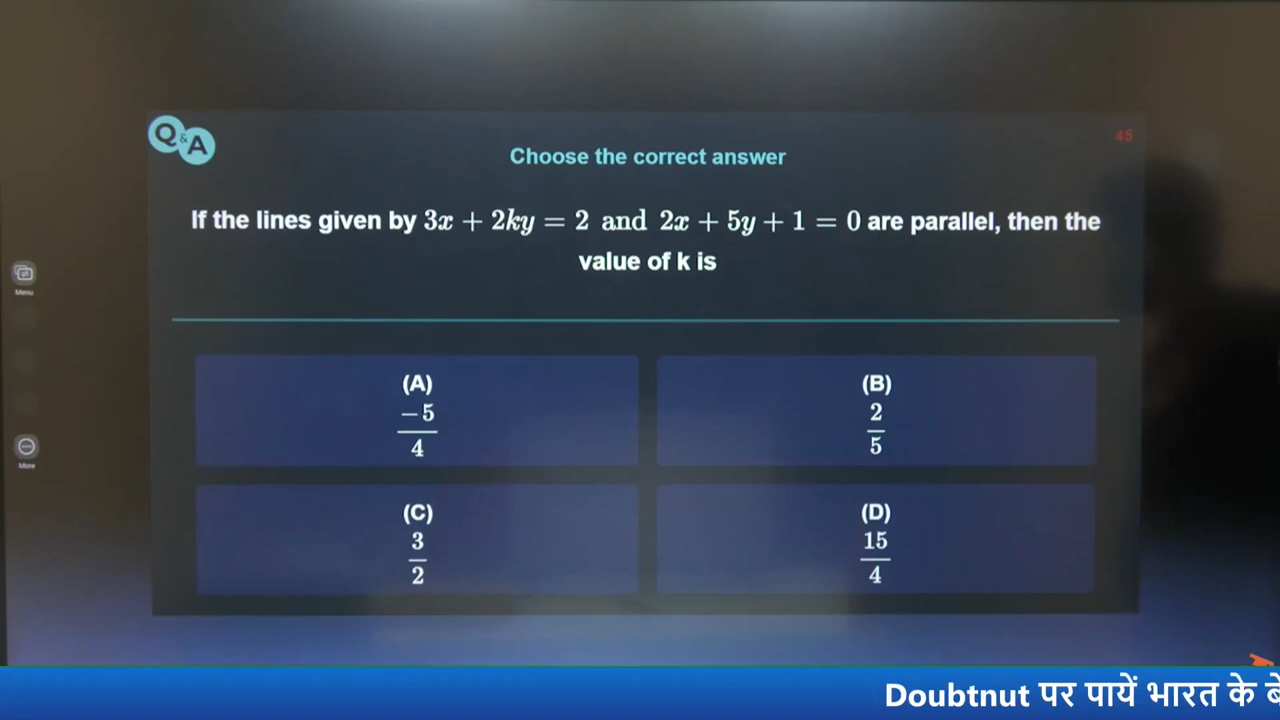 Q&A
45
Choose the correct answer
If the lines given by 3x + 2ky = 2 and 2x + 5y + 1 = 0 are parallel, then the
value of k is
Menu
(A)
−5
4
(B)
2
5
More
(C)
3
2
(D)
15
4
Doubtnut पर पायें भारत के बे